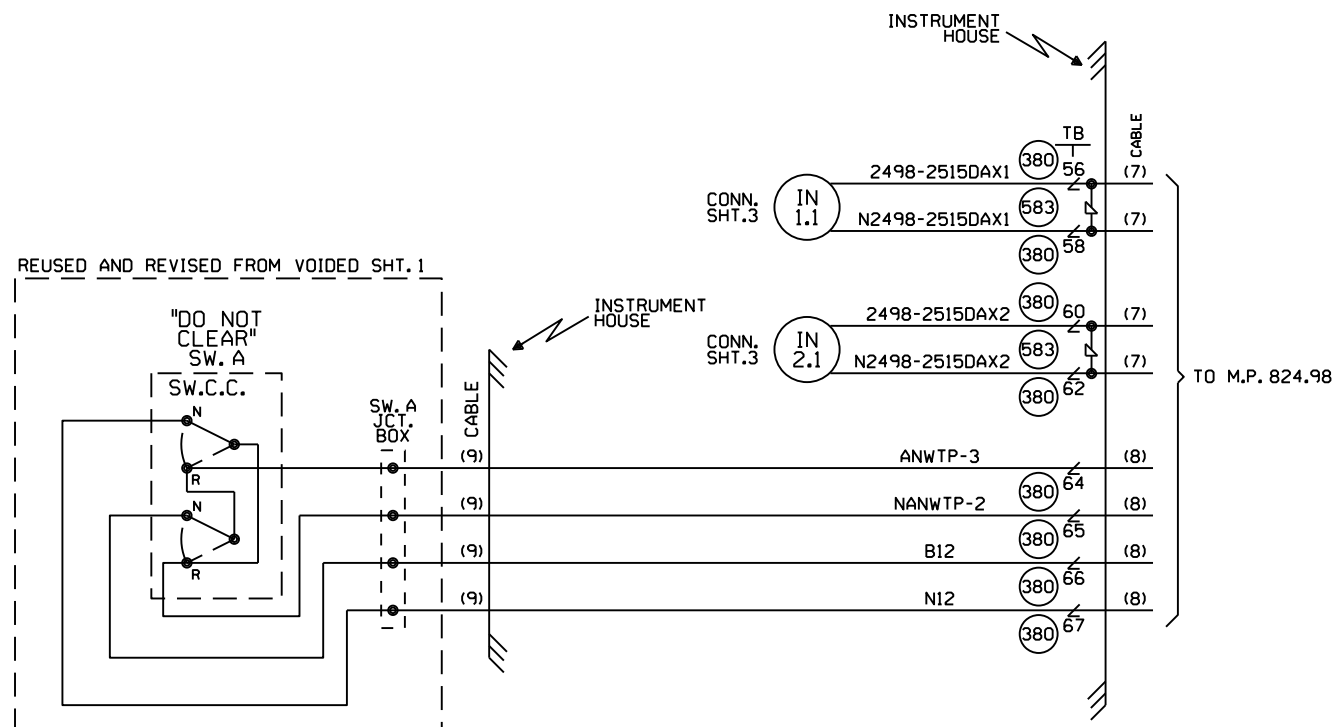 INSTRUMENT
HOUSE
TB
CABLE
380
56
2498-2515DAX1
(7)
CONN.
SHT.3
IN
1.1
583
N2498-2515DAX1
(7)
380
58
REUSED AND REVISED FROM VOIDED SHT.1
INSTRUMENT
HOUSE
380
60
2498-2515DAX2
(7)
CONN.
SHT.3
IN
2.1
583
N2498-2515DAX2
(7)
380
62
TO M.P. 824.98
"DO NOT
CLEAR"
SW. A
SW.C.C.
N
R
N
R
SW. A
JCT.
BOX
CABLE
(9)
ANWTP-3
(8)
380
64
(9)
NANWTP-2
(8)
380
65
(9)
B12
(8)
380
66
(9)
N12
(8)
380
67